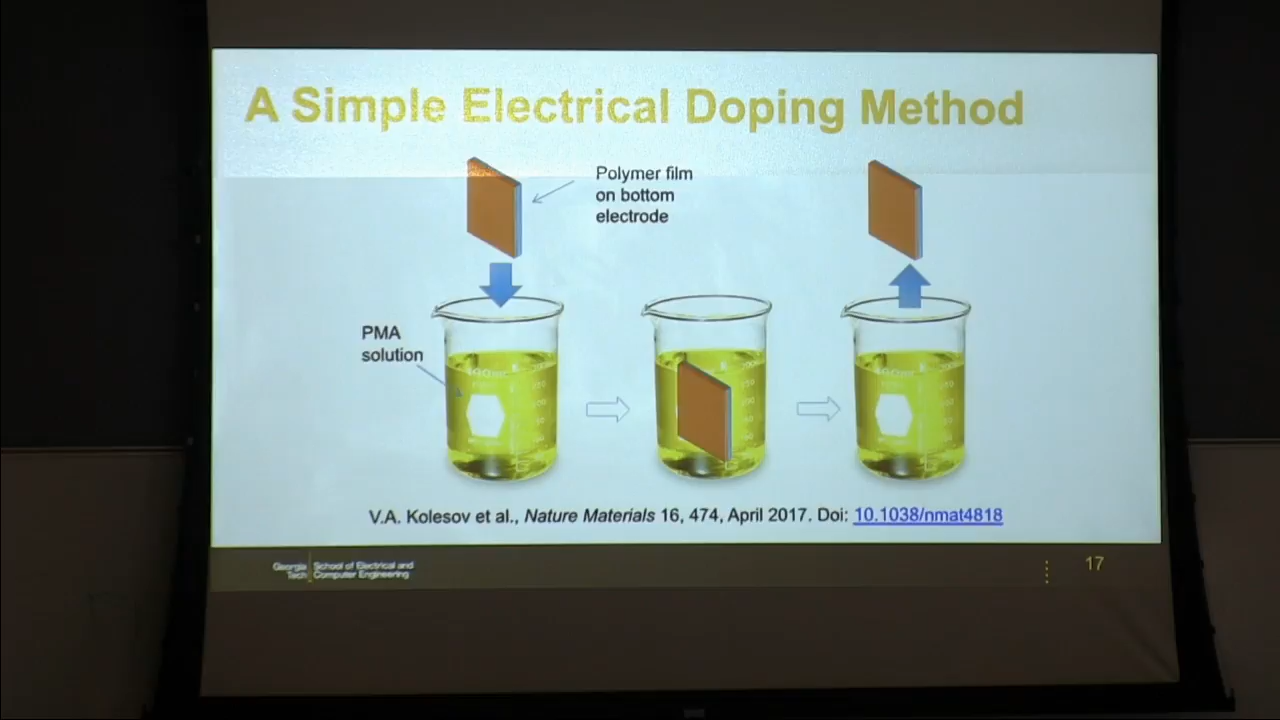 A Simple Electrical Doping Method
Polymer film
on bottom
electrode
PMA
solution
V.A. Kolesov et al., Nature Materials 16, 474, April 2017. Doi: 10.1038/nmat4818
Georgia
Tech
School of Electrical and
Computer Engineering
17